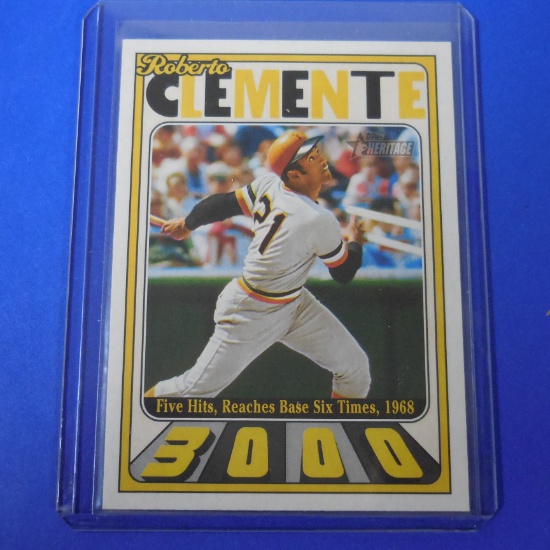 Roberto
CLEMENTE
Topps
HERITAGE
21
Five Hits, Reaches Base Six Times, 1968
3000